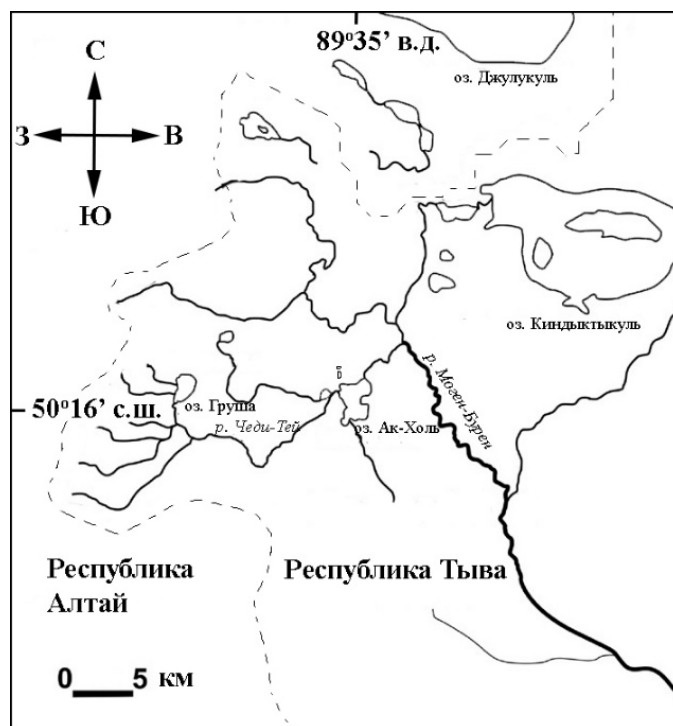 89°35' в.д.
оз. Джулукуль
С
З
В
Ю
оз. Киндыктыкуль
р. Моген-Бурен
50°16' с.ш.
оз. Груша
р. Чеди-Тей
оз. Ак-Холь
Республика
Алтай
Республика Тыва
0 5 км